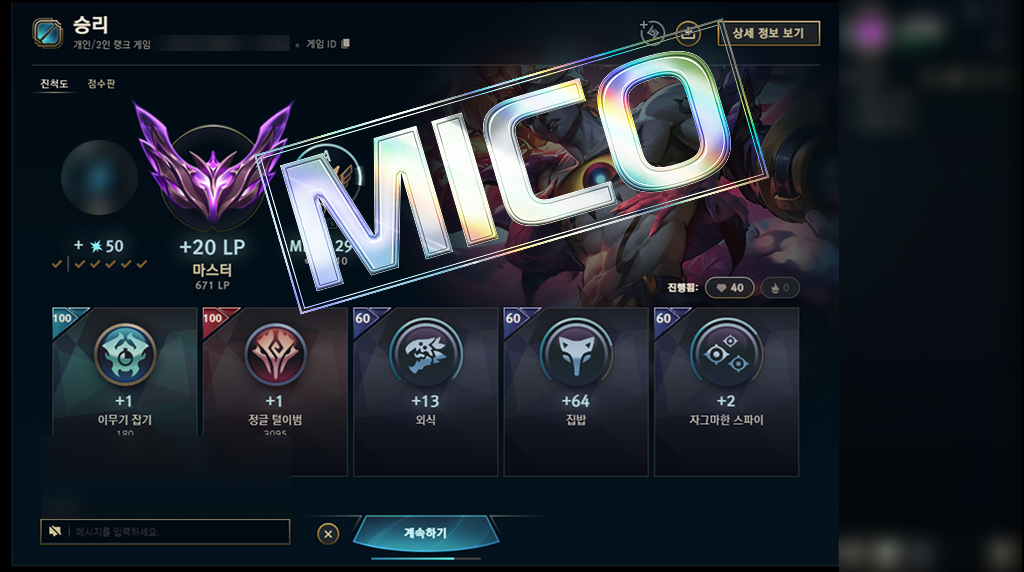 승리
개인/2인 랭크 게임
게임 ID
상세 정보 보기
진척도 점수판
MICO
+ 50
+20 LP
마스터
671 LP
진행됨: 40 0
100 100 60 60 60
+1 +1 +13 +64 +2
이무기 잡기 정글 털이범 외식 집밥 자그마한 스파이
180 3095
메시지를 입력하세요.
계속하기